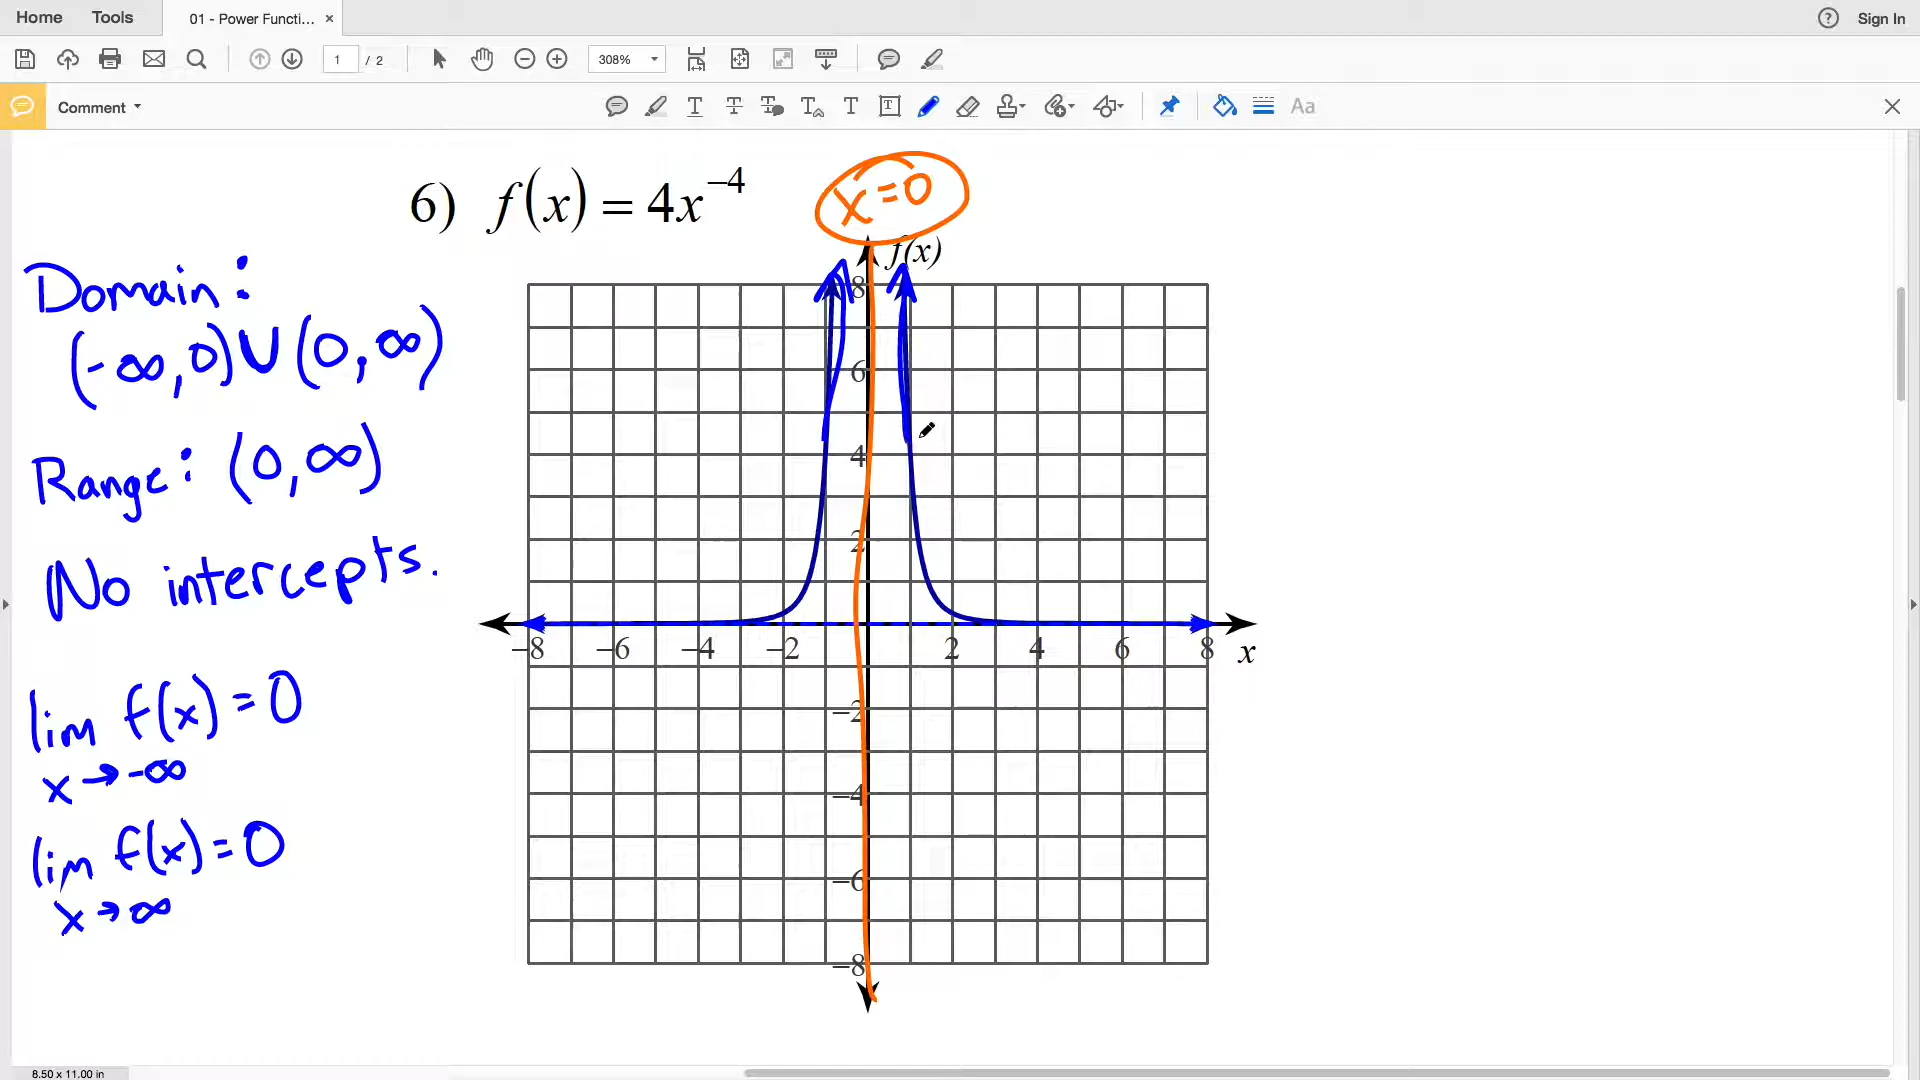 Home Tools 01 - Power Functi... × ? Sign In
1 / 2 308%
Comment Aa
6) f(x) = 4x⁻⁴
x=0
f(x)
Domain:
(-∞,0)∪(0,∞)
Range: (0,∞)
No intercepts.
lim f(x)=0
x→-∞
lim f(x)=0
x→∞
8
6
4
2
−8 −6 −4 −2 2 4 6 8 x
−2
−4
−6
−8
8.50 x 11.00 in